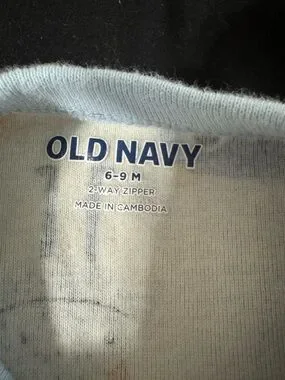 OLD NAVY
6-9 M
2-WAY ZIPPER
MADE IN CAMBODIA